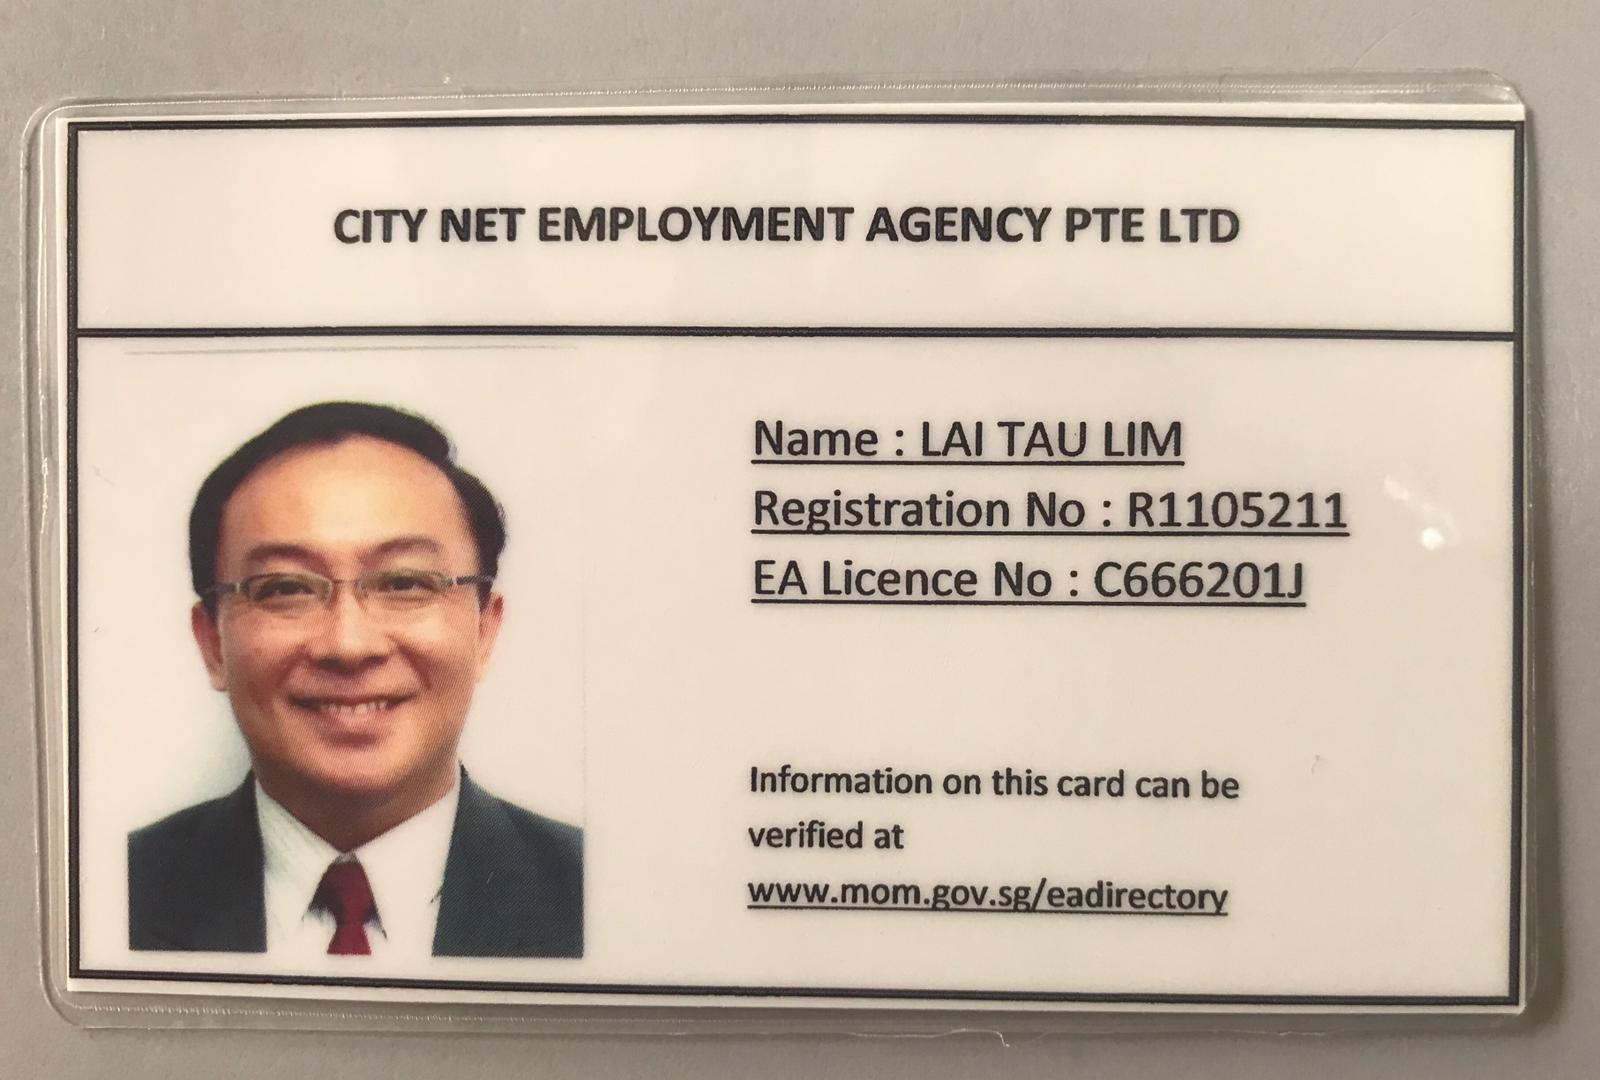 CITY NET EMPLOYMENT AGENCY PTE LTD
Name : LAI TAU LIM
Registration No : R1105211
EA Licence No : C666201J
Information on this card can be
verified at
www.mom.gov.sg/eadirectory